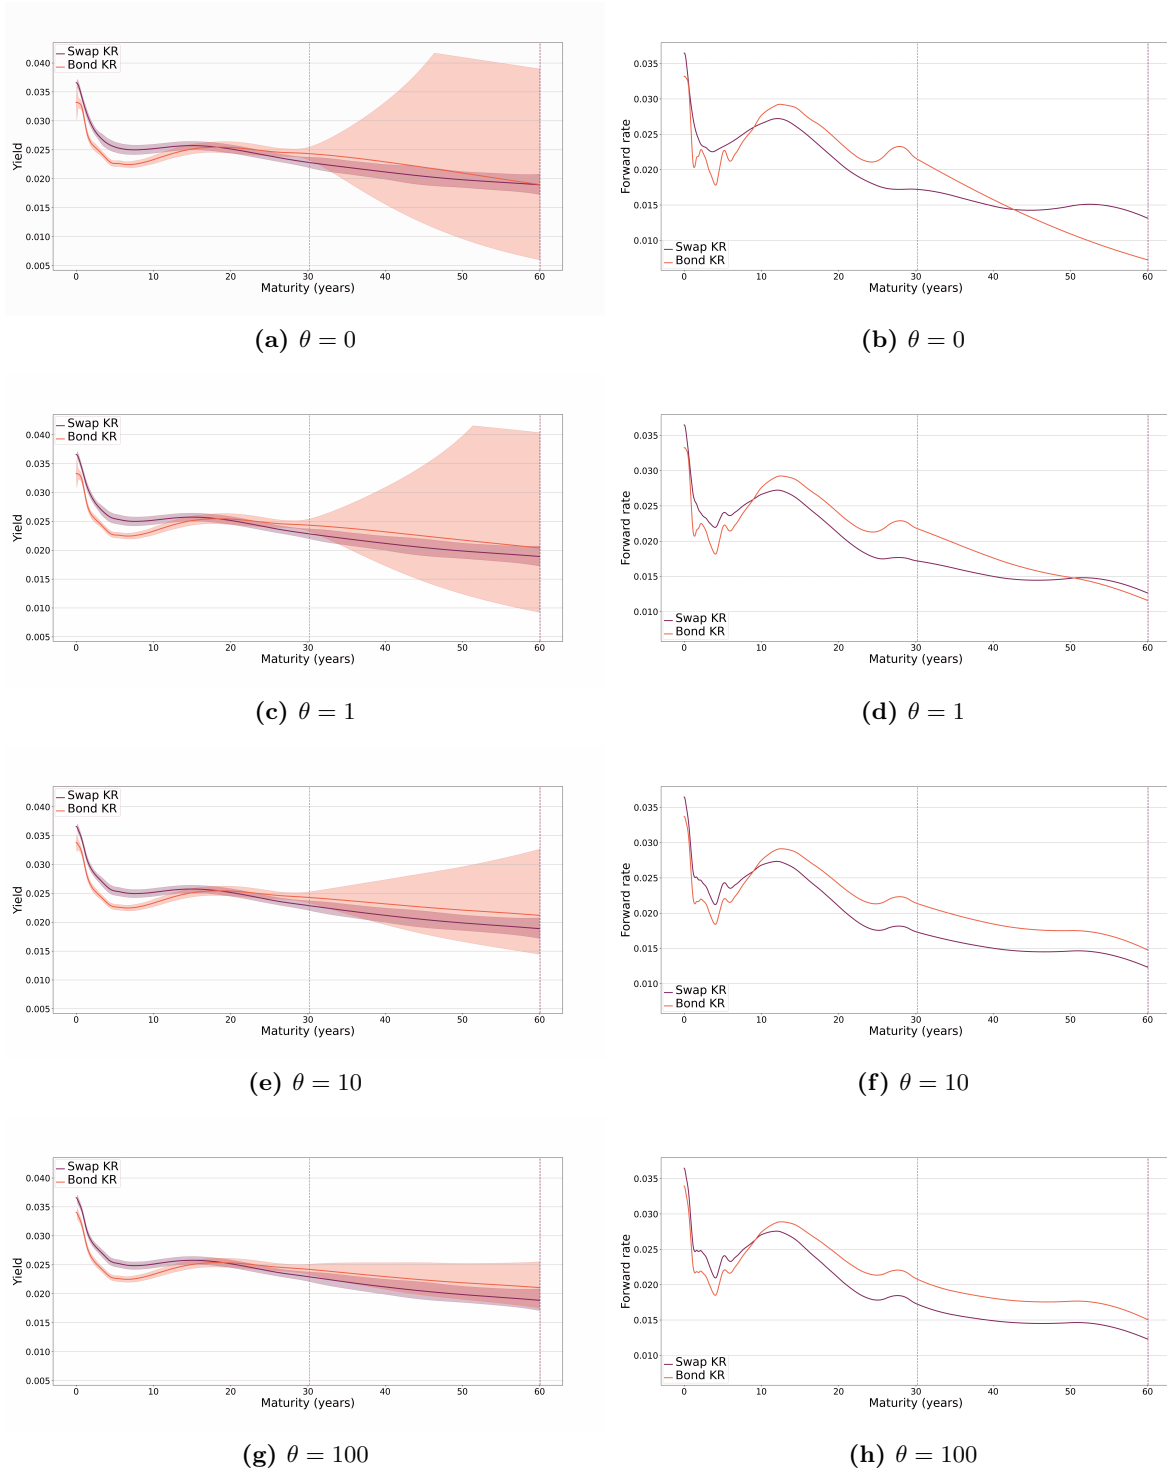 Swap KR
Bond KR
0.040
0.035
0.030
0.025
0.020
0.015
0.010
0.005
Yield
0 10 20 30 40 50 60
Maturity (years)
(a) θ = 0
0.035
0.030
0.025
0.020
0.015
0.010
Forward rate
Swap KR
Bond KR
0 10 20 30 40 50 60
Maturity (years)
(b) θ = 0
Swap KR
Bond KR
0.040
0.035
0.030
0.025
0.020
0.015
0.010
0.005
Yield
0 10 20 30 40 50 60
Maturity (years)
(c) θ = 1
0.035
0.030
0.025
0.020
0.015
0.010
Forward rate
Swap KR
Bond KR
0 10 20 30 40 50 60
Maturity (years)
(d) θ = 1
Swap KR
Bond KR
0.040
0.035
0.030
0.025
0.020
0.015
0.010
0.005
Yield
0 10 20 30 40 50 60
Maturity (years)
(e) θ = 10
0.035
0.030
0.025
0.020
0.015
0.010
Forward rate
Swap KR
Bond KR
0 10 20 30 40 50 60
Maturity (years)
(f) θ = 10
Swap KR
Bond KR
0.040
0.035
0.030
0.025
0.020
0.015
0.010
0.005
Yield
0 10 20 30 40 50 60
Maturity (years)
(g) θ = 100
0.035
0.030
0.025
0.020
0.015
0.010
Forward rate
Swap KR
Bond KR
0 10 20 30 40 50 60
Maturity (years)
(h) θ = 100